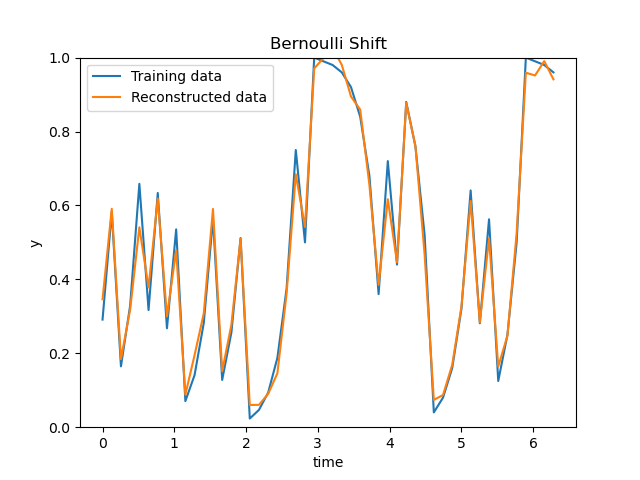 Bernoulli Shift
Training data
Reconstructed data
y
1.0
0.8
0.6
0.4
0.2
0.0
0 1 2 3 4 5 6
time